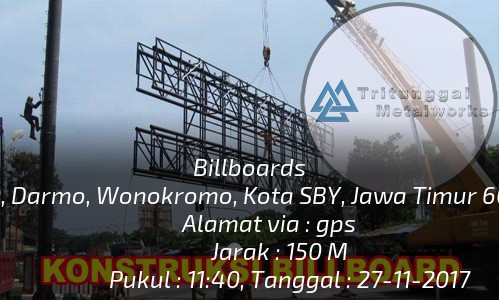 Tritunggal
Metalworks
Billboards
, Darmo, Wonokromo, Kota SBY, Jawa Timur 60
Alamat via : gps
Jarak : 150 M
KONSTRUKSI BILLBOARD
Pukul : 11:40, Tanggal : 27-11-2017